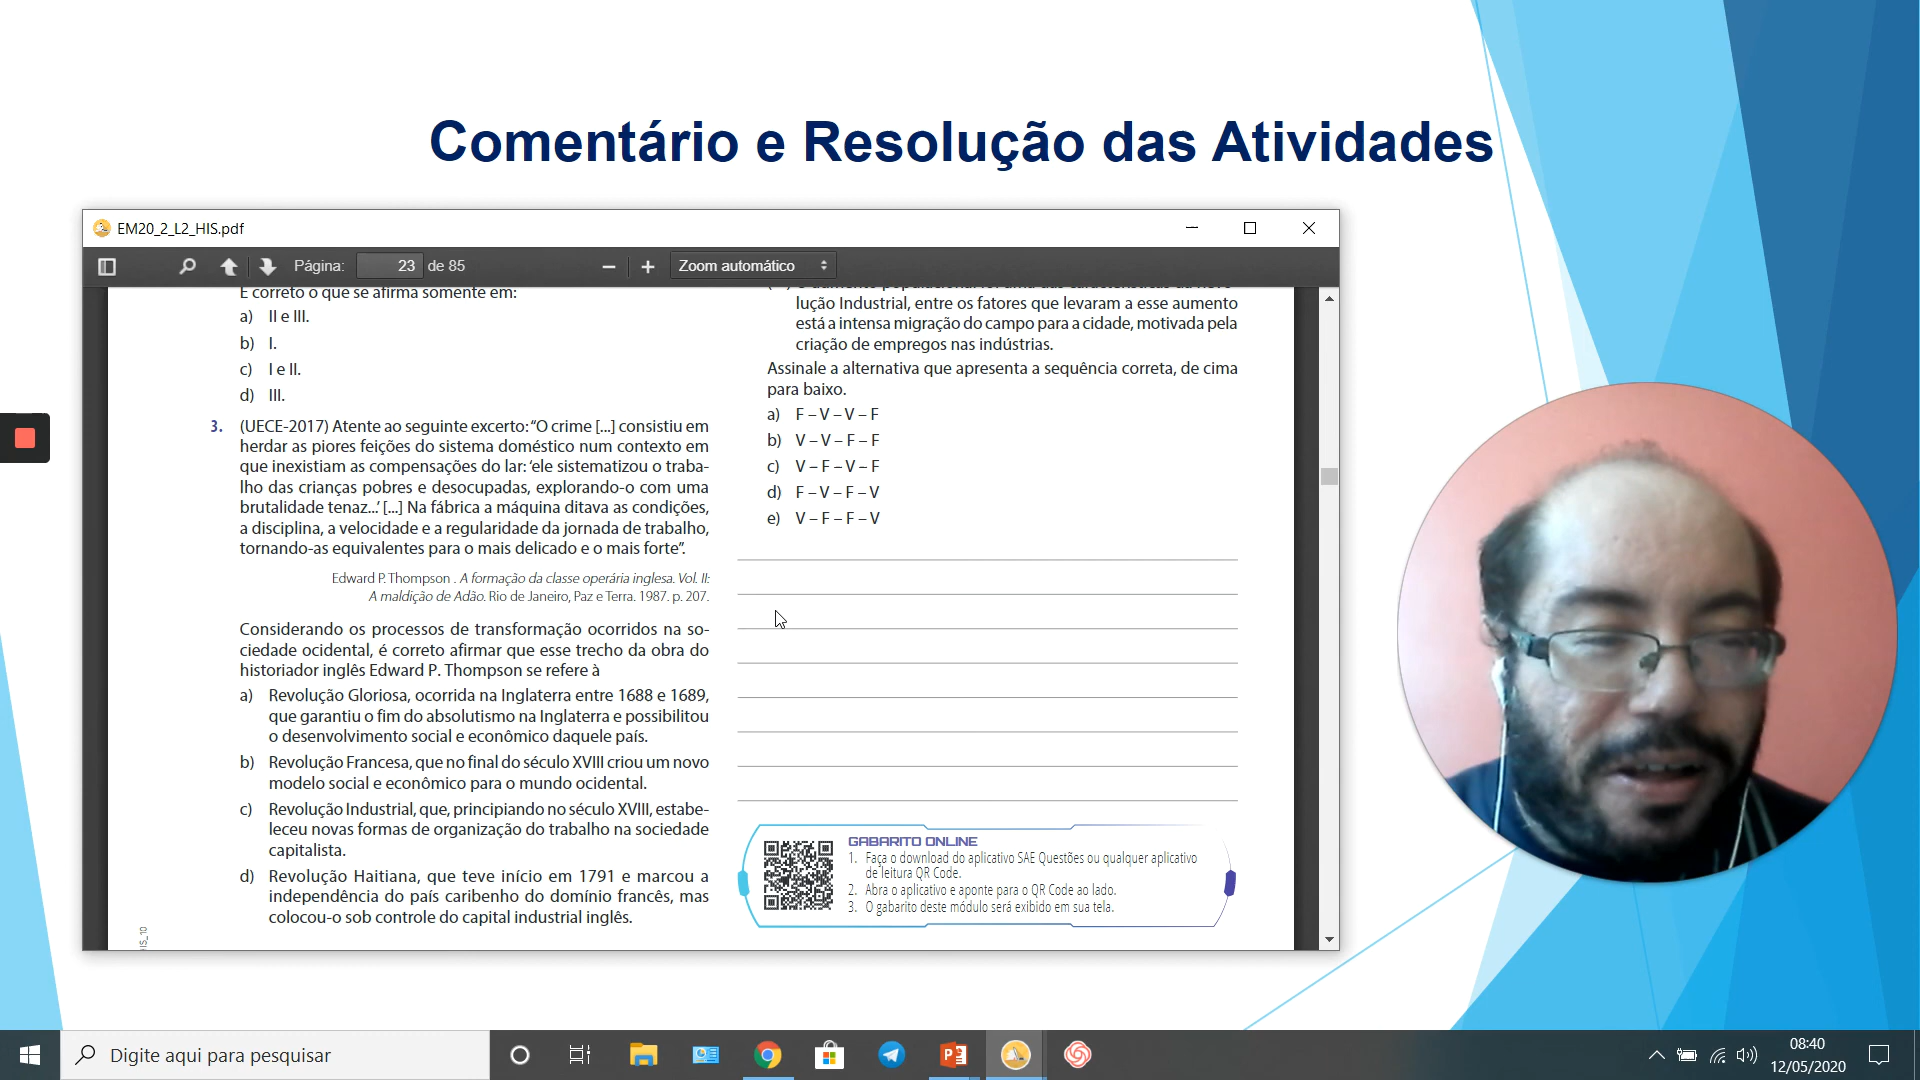 Comentário e Resolução das Atividades
EM20_2_L2_HIS.pdf
Página: 23 de 85
Zoom automático
É correto o que se afirma somente em:
a) II e III.
b) I.
c) I e II.
d) III.
3. (UECE-2017) Atente ao seguinte excerto: “O crime [...] consistiu em
herdar as piores feições do sistema doméstico num contexto em
que inexistiam as compensações do lar: ‘ele sistematizou o traba-
lho das crianças pobres e desocupadas, explorando-o com uma
brutalidade tenaz...’ [...] Na fábrica a máquina ditava as condições,
a disciplina, a velocidade e a regularidade da jornada de trabalho,
tornando-as equivalentes para o mais delicado e o mais forte”.
Edward P. Thompson . A formação da classe operária inglesa. Vol. II:
A maldição de Adão. Rio de Janeiro, Paz e Terra. 1987. p. 207.
Considerando os processos de transformação ocorridos na so-
ciedade ocidental, é correto afirmar que esse trecho da obra do
historiador inglês Edward P. Thompson se refere à
a) Revolução Gloriosa, ocorrida na Inglaterra entre 1688 e 1689,
que garantiu o fim do absolutismo na Inglaterra e possibilitou
o desenvolvimento social e econômico daquele país.
b) Revolução Francesa, que no final do século XVIII criou um novo
modelo social e econômico para o mundo ocidental.
c) Revolução Industrial, que, principiando no século XVIII, estabe-
leceu novas formas de organização do trabalho na sociedade
capitalista.
d) Revolução Haitiana, que teve início em 1791 e marcou a
independência do país caribenho do domínio francês, mas
colocou-o sob controle do capital industrial inglês.
lução Industrial, entre os fatores que levaram a esse aumento
está a intensa migração do campo para a cidade, motivada pela
criação de empregos nas indústrias.
Assinale a alternativa que apresenta a sequência correta, de cima
para baixo.
a) F – V – V – F
b) V – V – F – F
c) V – F – V – F
d) F – V – F – V
e) V – F – F – V
GABARITO ONLINE
1. Faça o download do aplicativo SAE Questões ou qualquer aplicativo
de leitura QR Code.
2. Abra o aplicativo e aponte para o QR Code ao lado.
3. O gabarito deste módulo será exibido em sua tela.
Digite aqui para pesquisar
08:40
12/05/2020